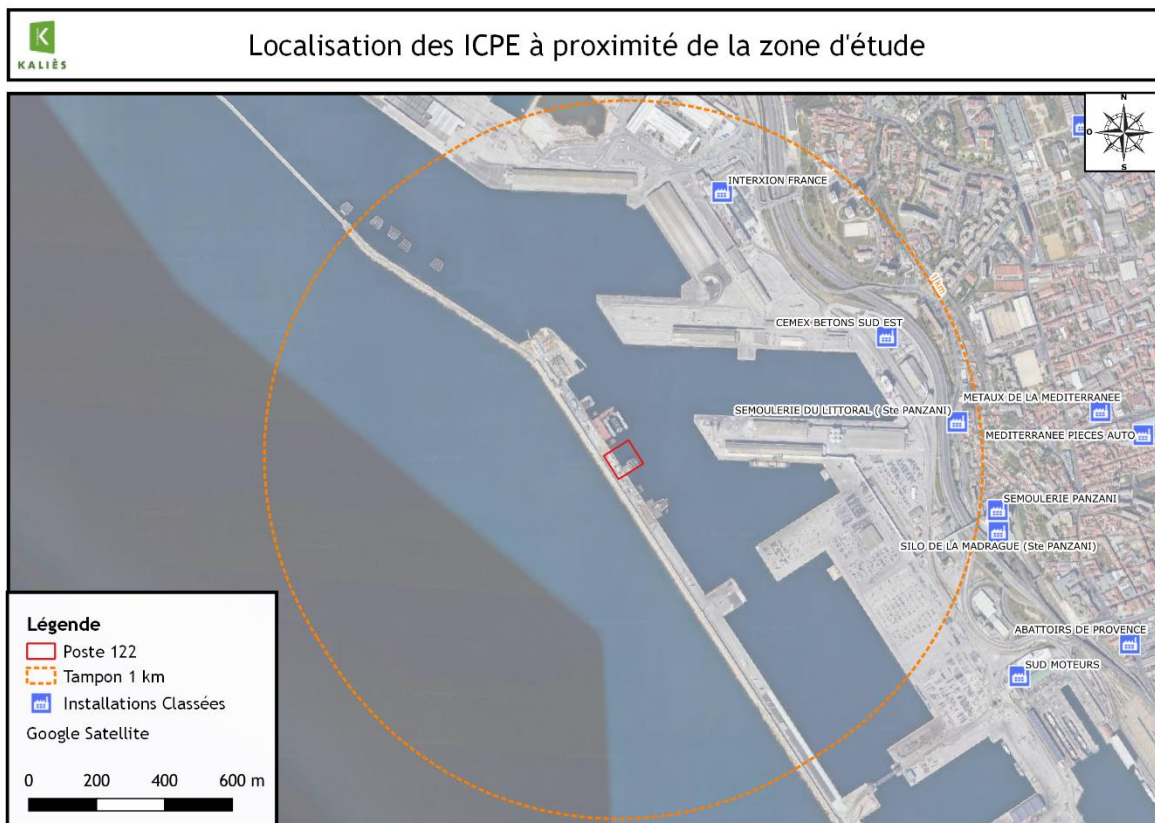 K
KALIÈS
Localisation des ICPE à proximité de la zone d'étude
N
O
S
INTERXION FRANCE
1 km
CEMEX BETONS SUD EST
METAUX DE LA MEDITERRANEE
SEMOULERIE DU LITTORAL ( Ste PANZANI)
MEDITERRANEE PIECES AUTO
SEMOULERIE PANZANI
SILO DE LA MADRAGUE (Ste PANZANI)
ABATTOIRS DE PROVENCE
SUD MOTEURS
Légende
Poste 122
Tampon 1 km
Installations Classées
Google Satellite
0 200 400 600 m